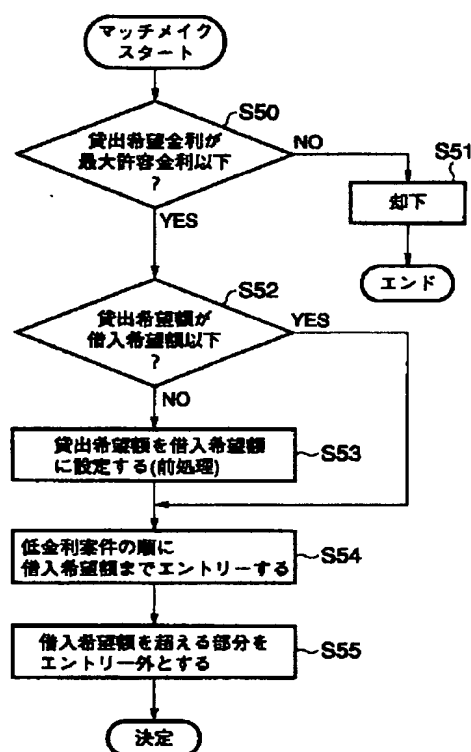 マッチメイク
スタート
S50
貸出希望金利が
最大許容金利以下
?
NO
S51
却下
エンド
YES
S52
貸出希望額が
借入希望額以下
?
YES
NO
貸出希望額を借入希望額
に設定する(前処理)
S53
低金利案件の順に
借入希望額までエントリーする
S54
借入希望額を超える部分を
エントリー外とする
S55
決定